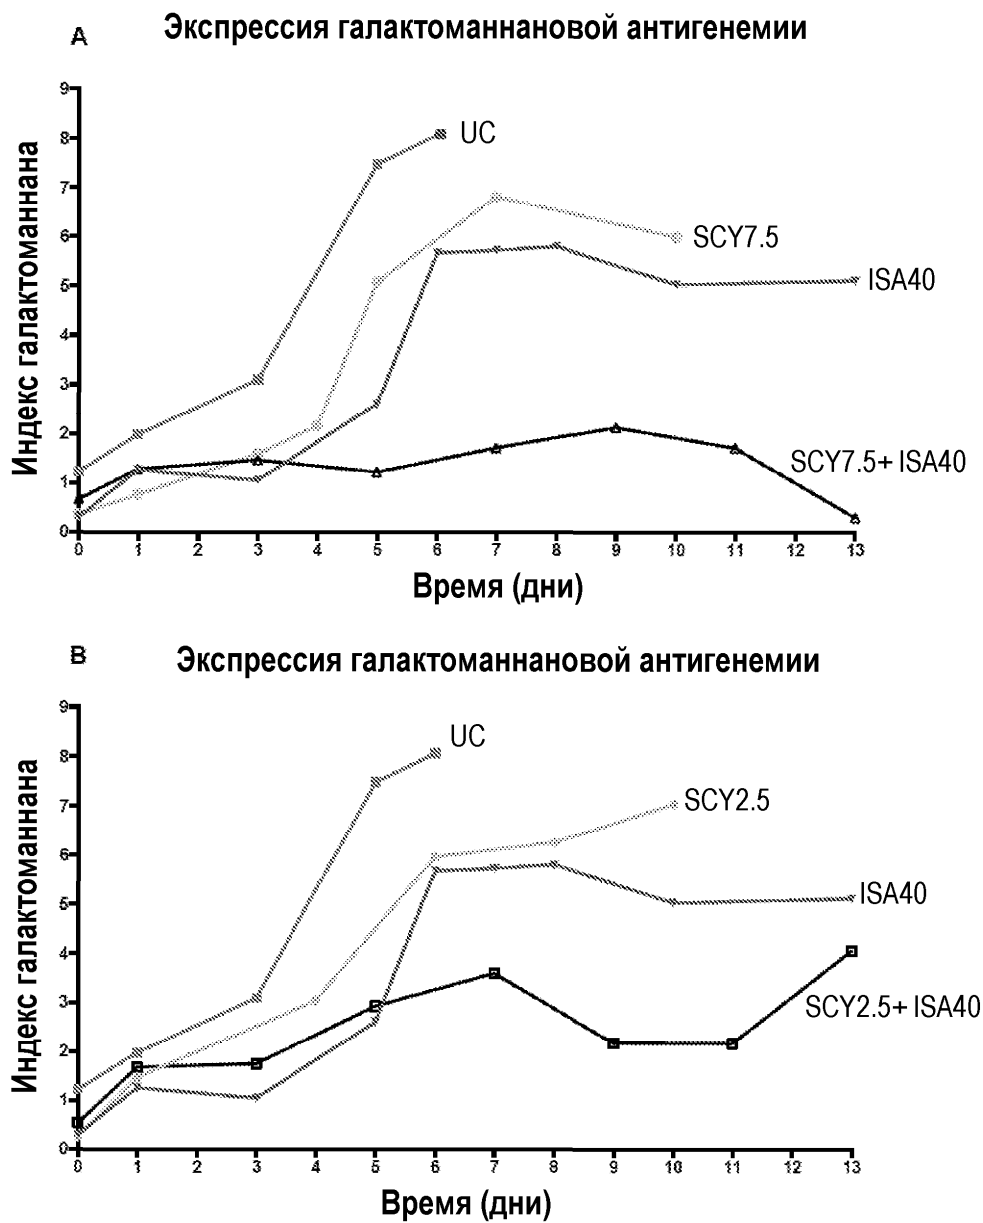 A
Экспрессия галактоманнановой антигенемии
Индекс галактоманнана
9
8
7
6
5
4
3
2
1
0
UC
SCY7.5
ISA40
SCY7.5+ ISA40
0 1 2 3 4 5 6 7 8 9 10 11 12 13
Время (дни)
B
Экспрессия галактоманнановой антигенемии
Индекс галактоманнана
9
8
7
6
5
4
3
2
1
0
UC
SCY2.5
ISA40
SCY2.5+ ISA40
0 1 2 3 4 5 6 7 8 9 10 11 12 13
Время (дни)